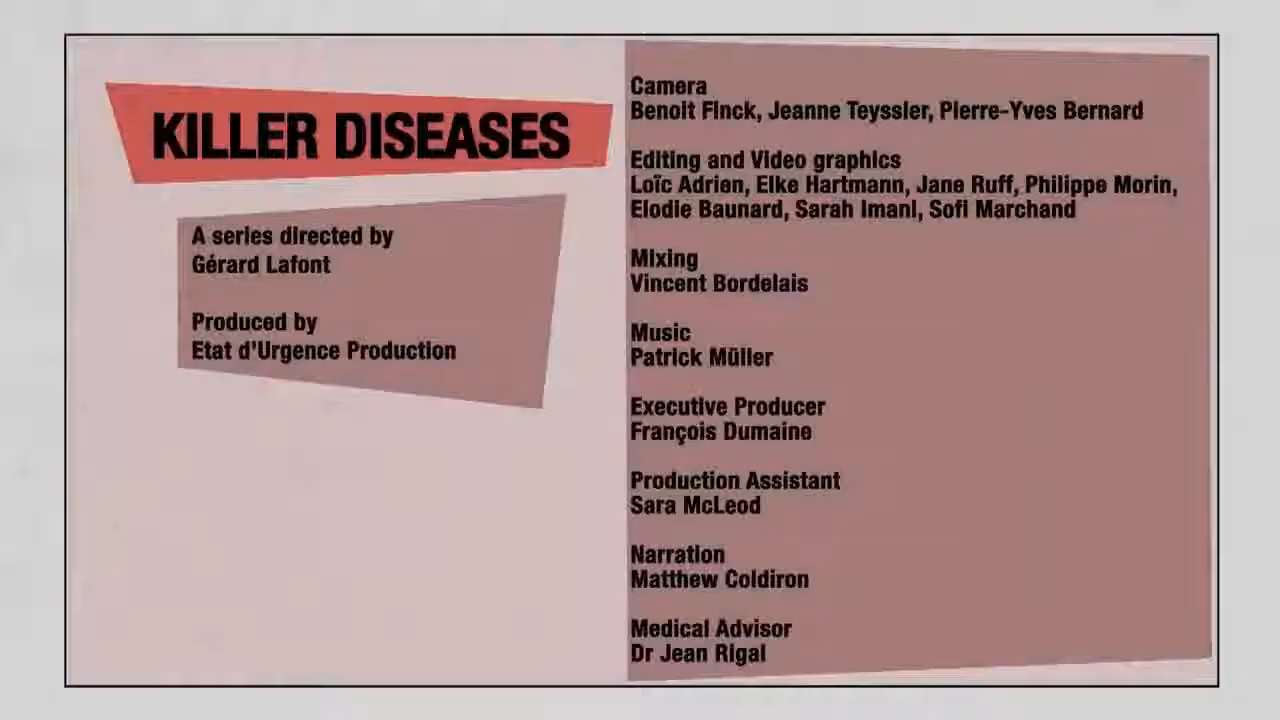 KILLER DISEASES
A series directed by
Gérard Lafont
Produced by
Etat d'Urgence Production
Camera
Benoit Finck, Jeanne Teyssier, Pierre-Yves Bernard
Editing and Video graphics
Loïc Adrien, Elke Hartmann, Jane Ruff, Philippe Morin,
Elodie Baunard, Sarah Imani, Sofi Marchand
Mixing
Vincent Bordelais
Music
Patrick Müller
Executive Producer
François Dumaine
Production Assistant
Sara McLeod
Narration
Matthew Coldiron
Medical Advisor
Dr Jean Rigal